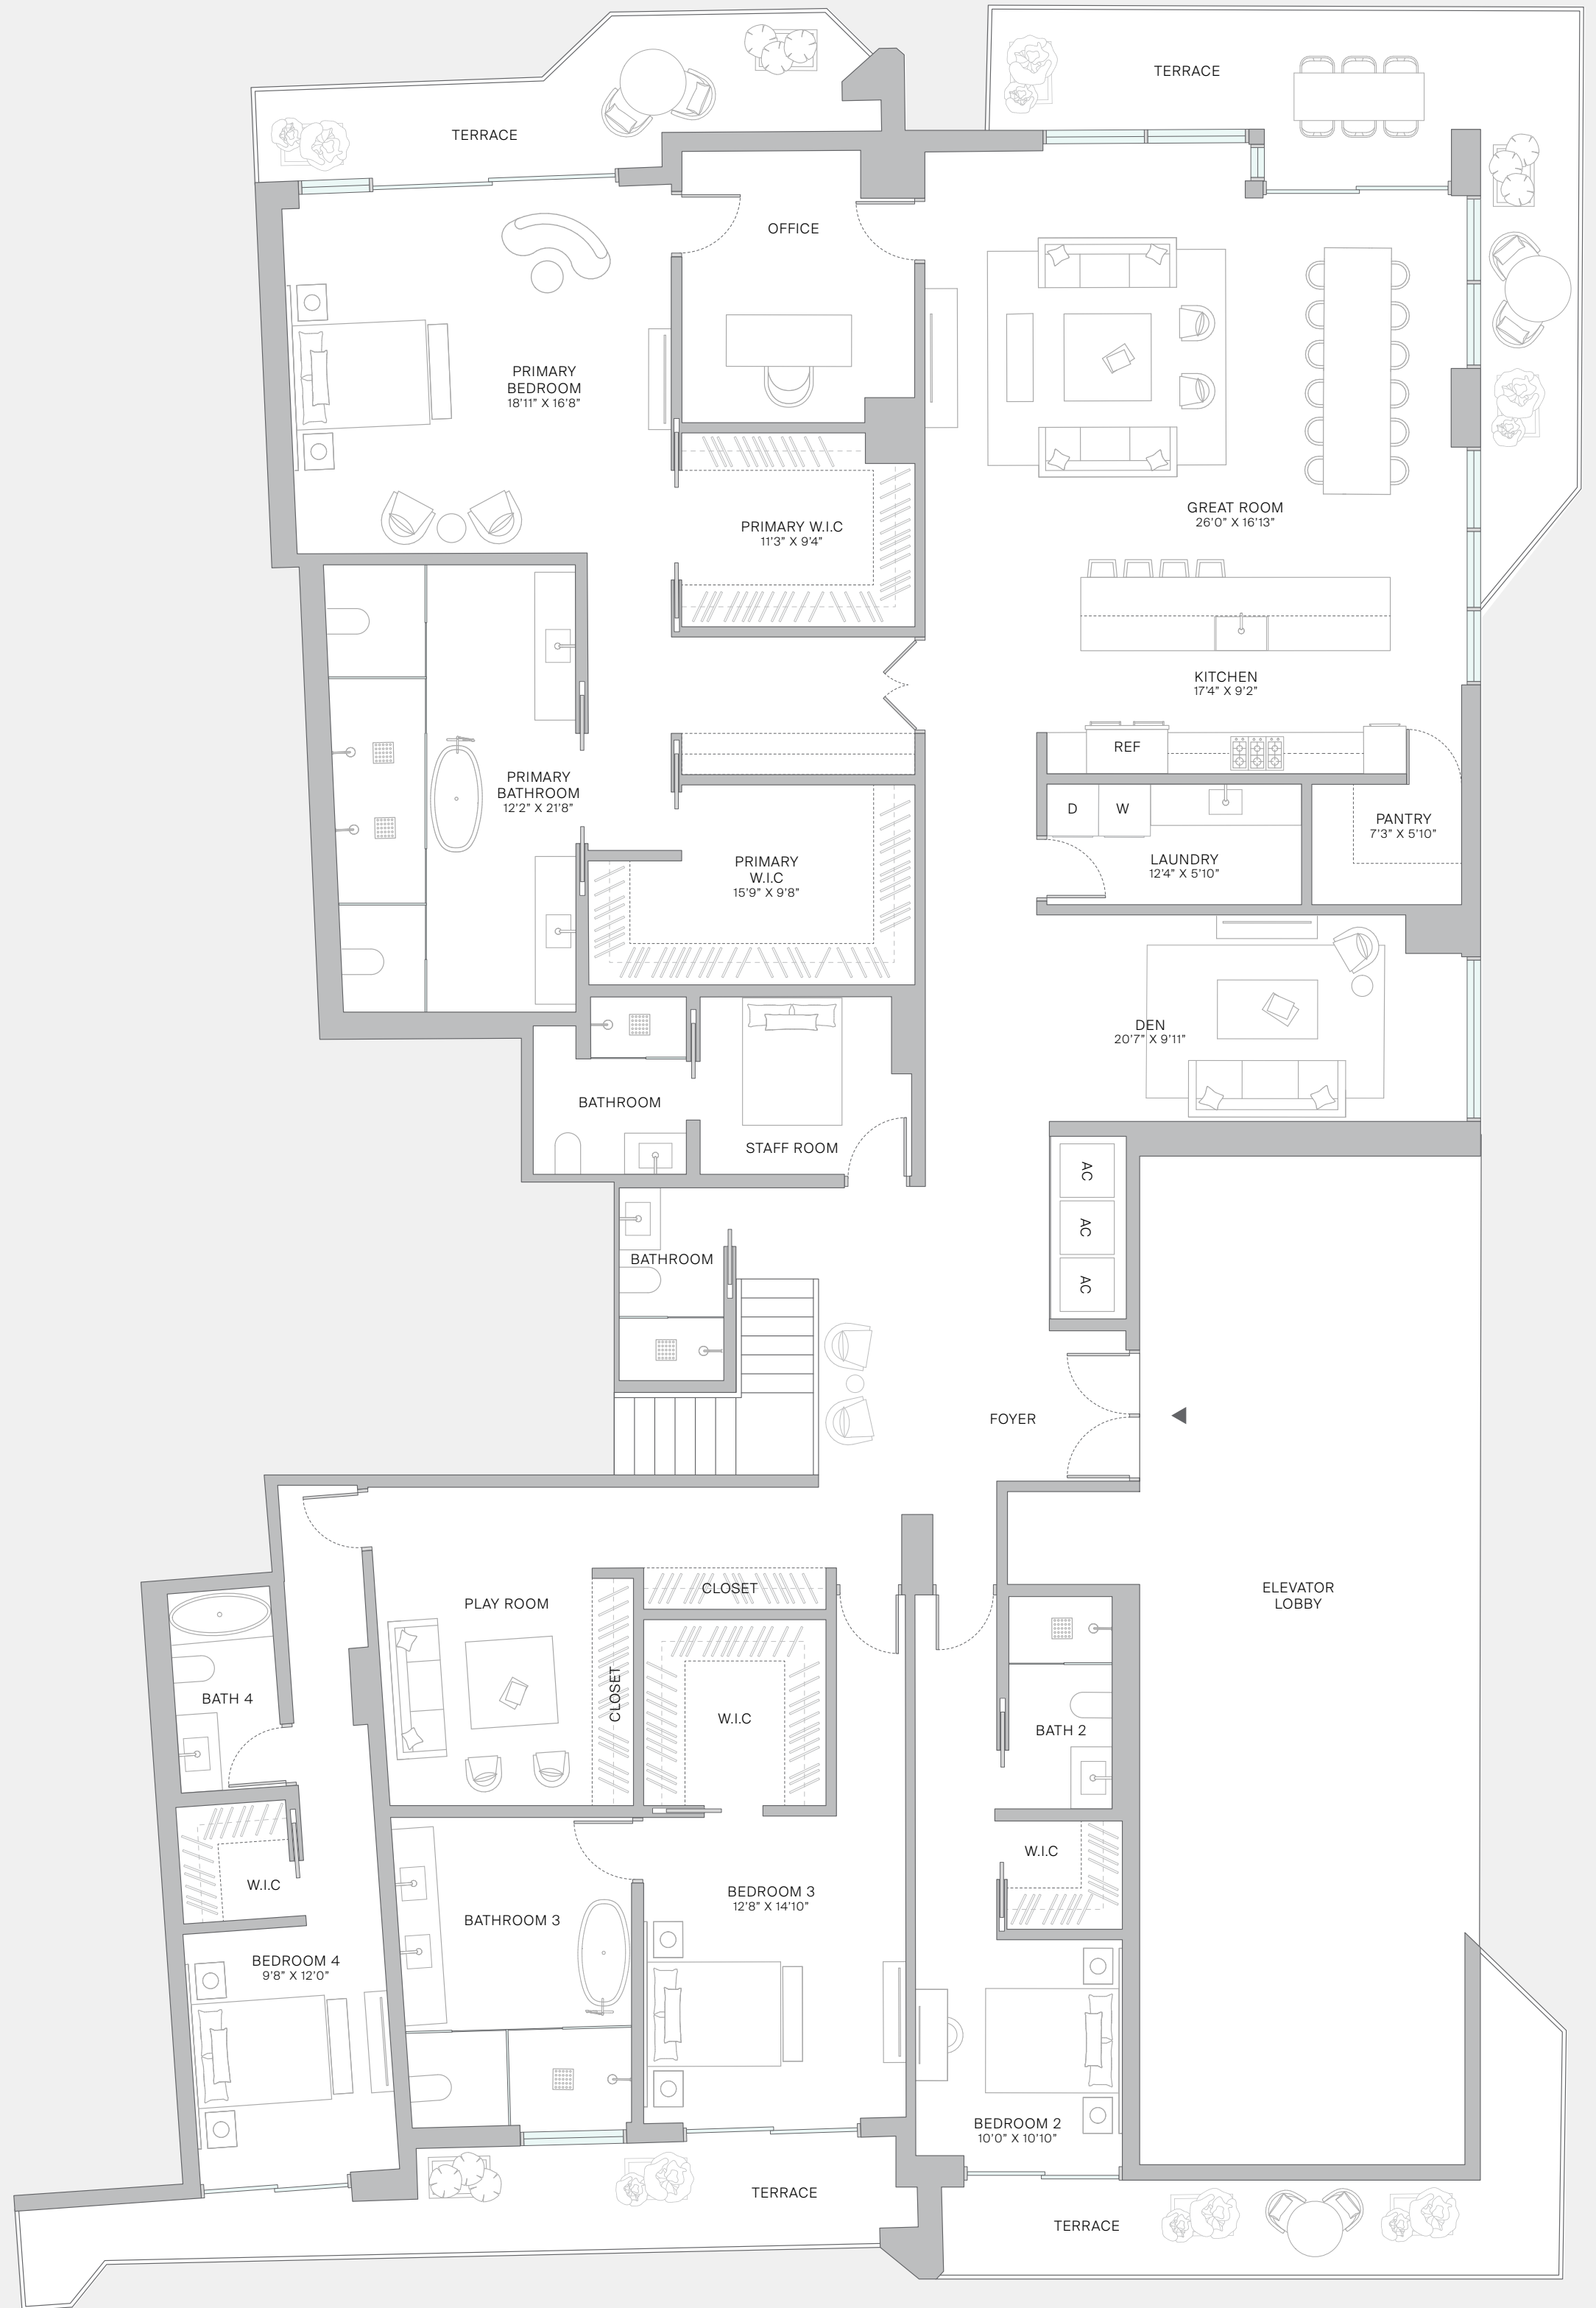 TERRACE
TERRACE
OFFICE
PRIMARY
BEDROOM
18'11" X 16'8"
GREAT ROOM
26'0" X 16'13"
PRIMARY W.I.C
11'3" X 9'4"
KITCHEN
17'4" X 9'2"
REF
PRIMARY
BATHROOM
12'2" X 21'8"
D
W
PANTRY
7'3" X 5'10"
LAUNDRY
12'4" X 5'10"
PRIMARY
W.I.C
15'9" X 9'8"
DEN
20'7" X 9'11"
BATHROOM
STAFF ROOM
AC
AC
AC
BATHROOM
FOYER
ELEVATOR
LOBBY
CLOSET
PLAY ROOM
CLOSET
BATH 4
W.I.C
BATH 2
W.I.C
W.I.C
BEDROOM 3
12'8" X 14'10"
BATHROOM 3
BEDROOM 4
9'8" X 12'0"
BEDROOM 2
10'0" X 10'10"
TERRACE
TERRACE